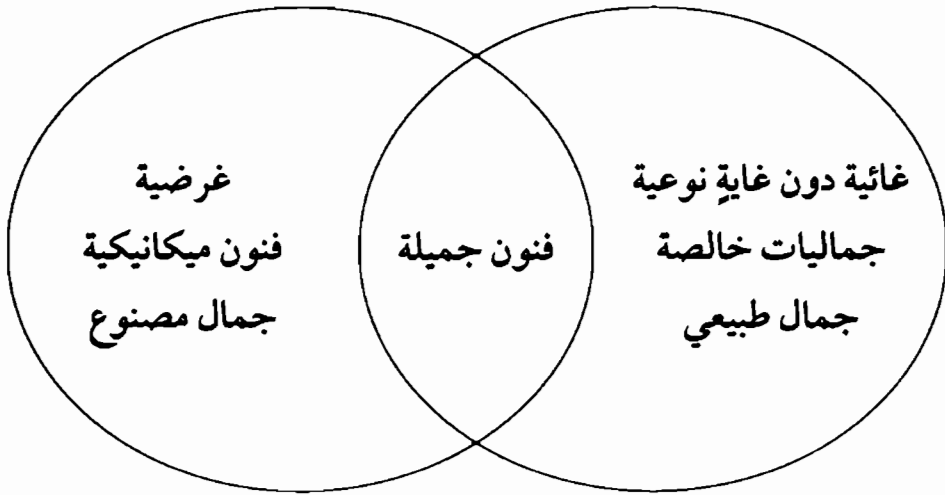 غائية دون غايةٍ نوعية
جماليات خالصة
جمال طبيعي
فنون جميلة
غرضية
فنون ميكانيكية
جمال مصنوع